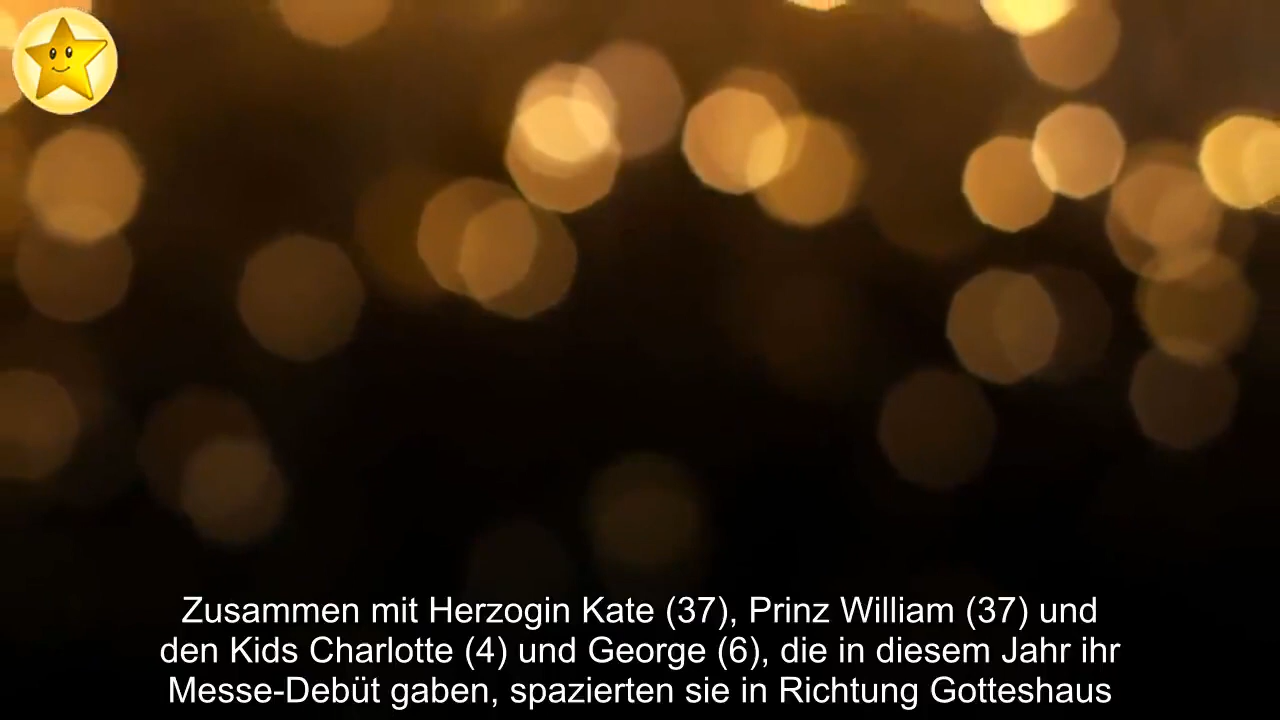 Zusammen mit Herzogin Kate (37), Prinz William (37) und
den Kids Charlotte (4) und George (6), die in diesem Jahr ihr
Messe-Debüt gaben, spazierten sie in Richtung Gotteshaus